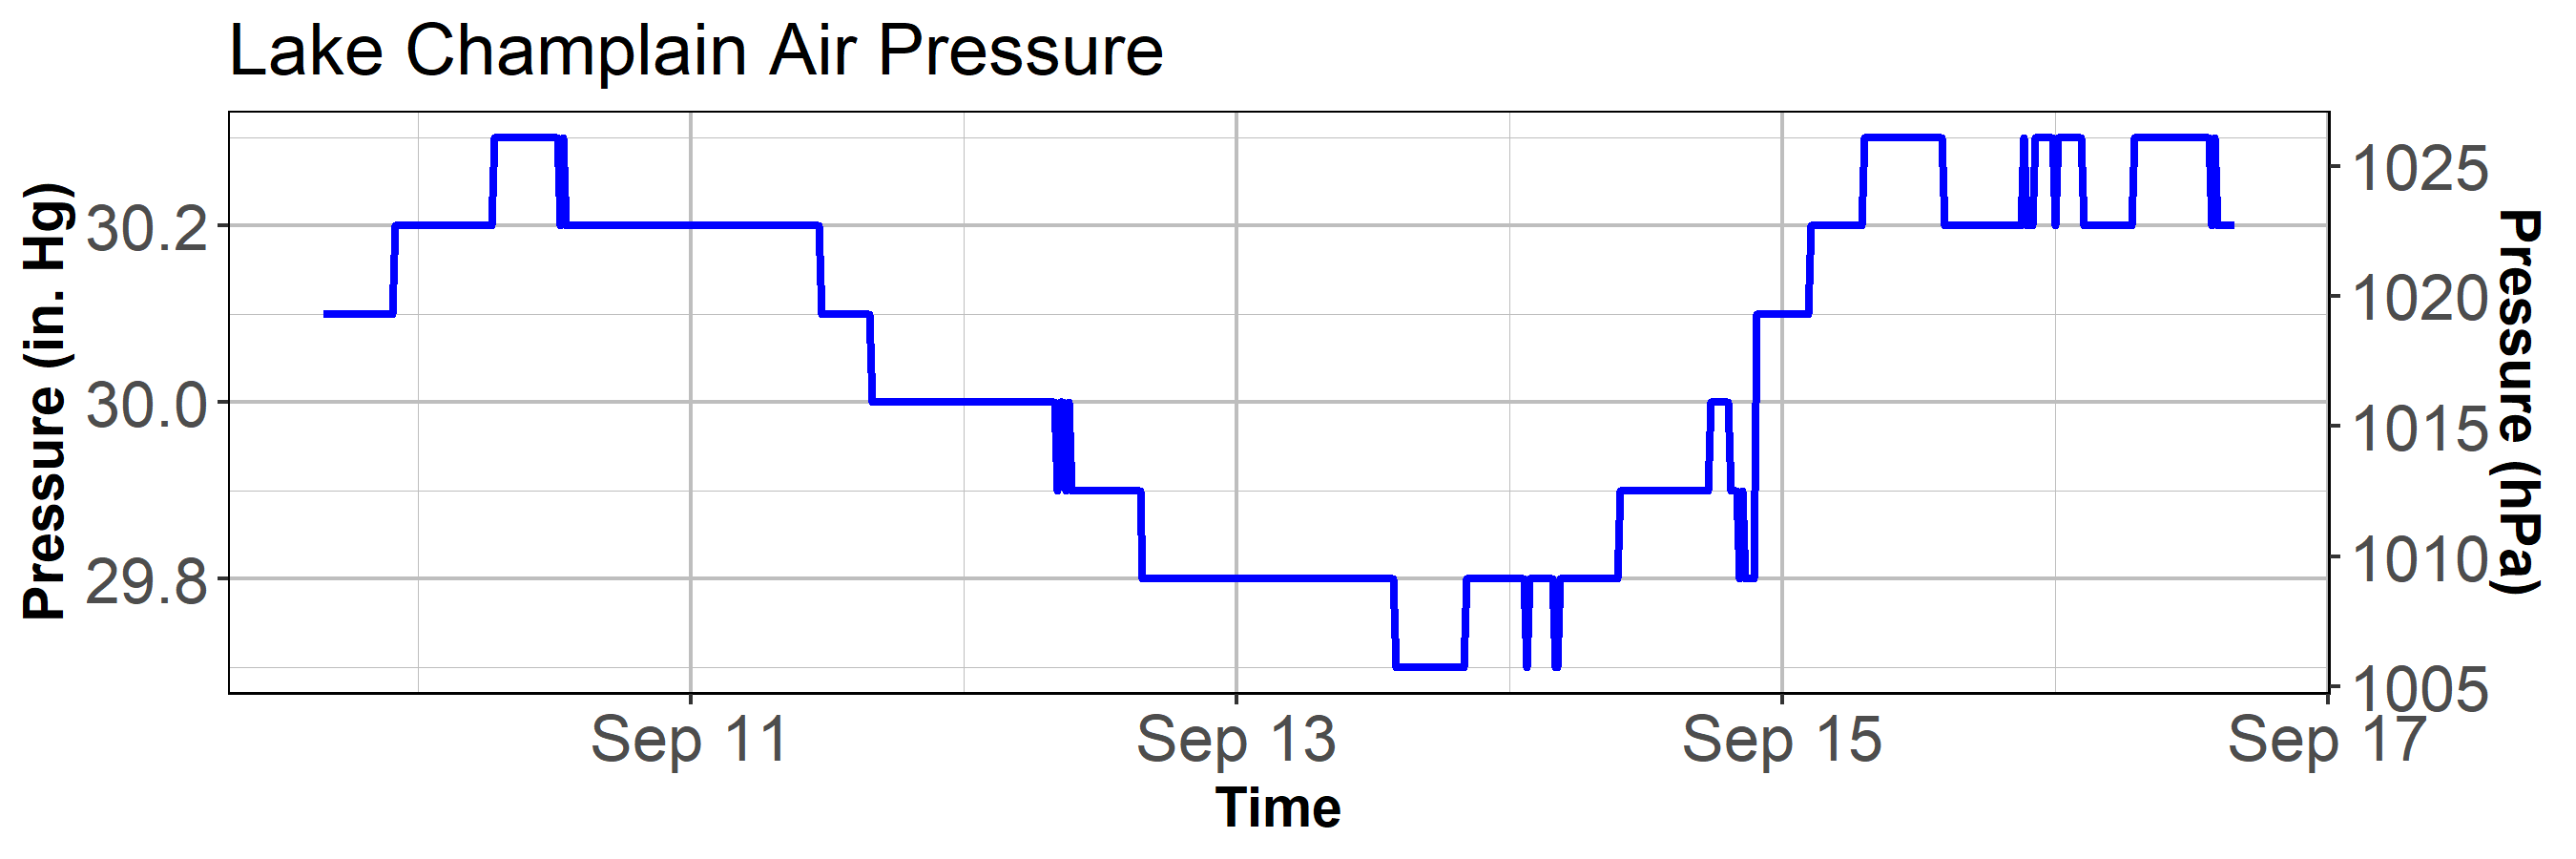 Lake Champlain Air Pressure
Pressure (in. Hg)
30.2
30.0
29.8
1025
1020
1015
1010
1005
Pressure (hPa)
Sep 11 Sep 13 Sep 15 Sep 17
Time